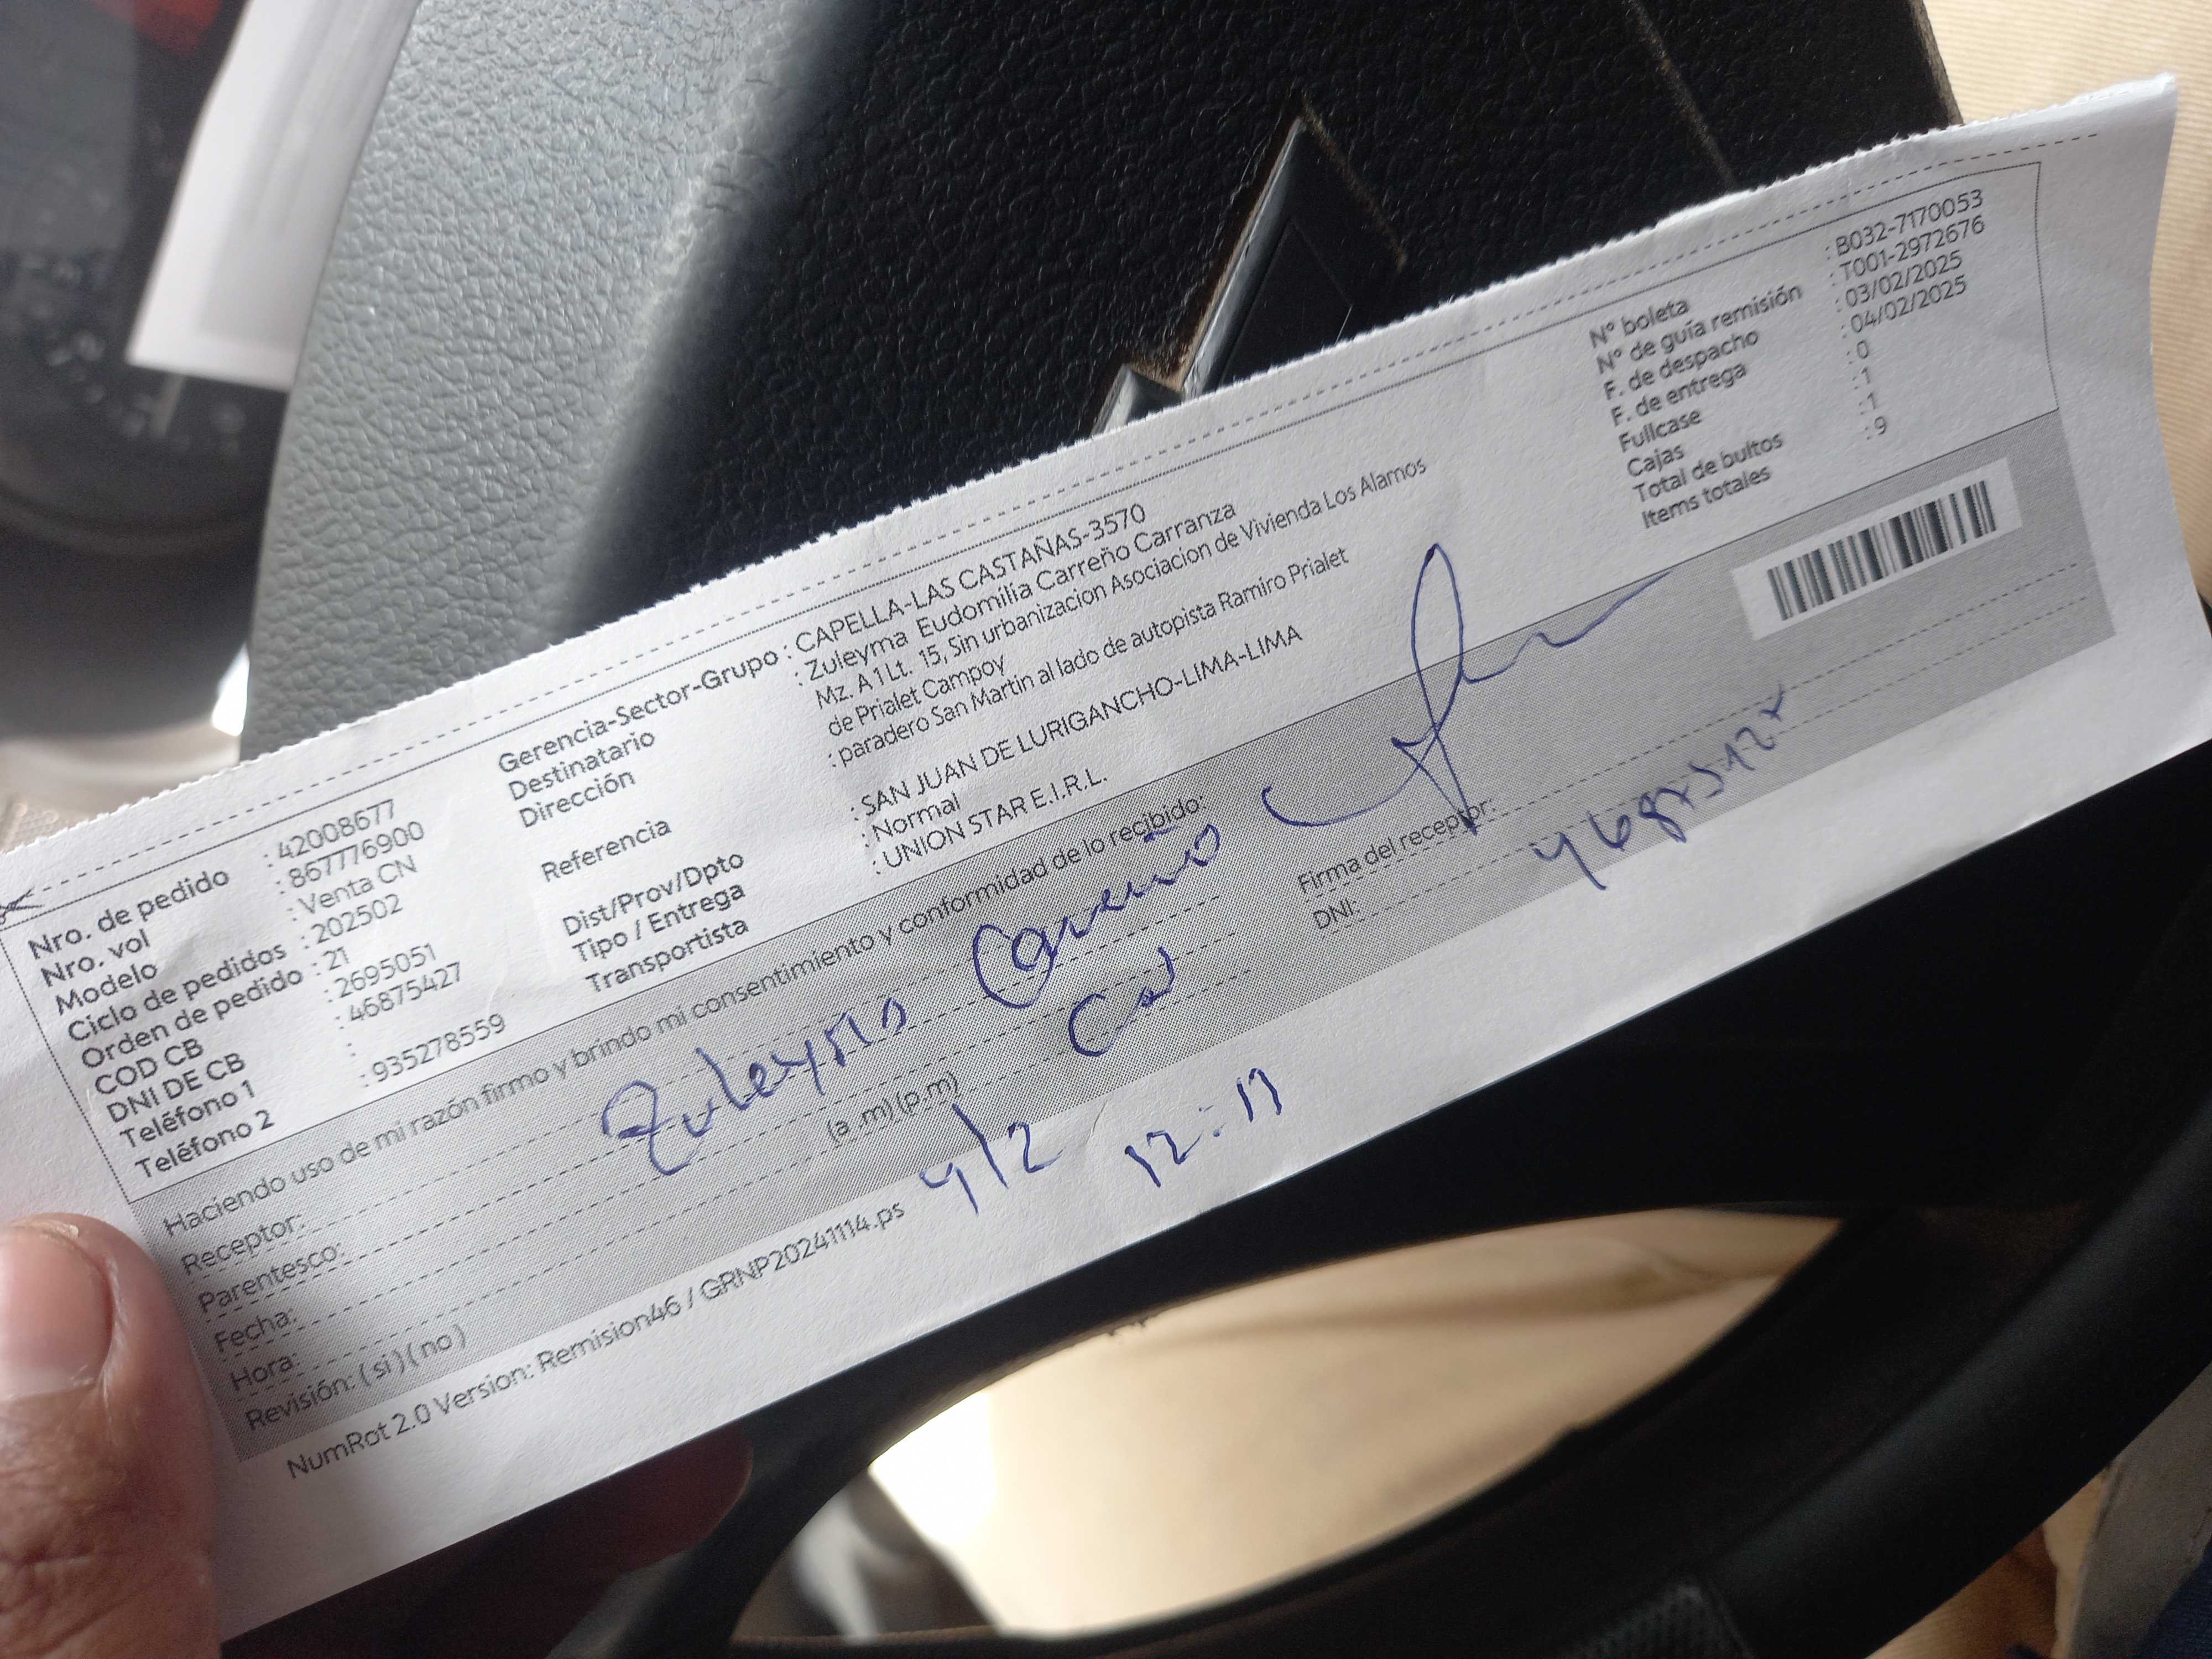 Nro. de pedido : 42008677
Nro. vol : 867776900
Modelo : Venta CN
Ciclo de pedidos : 202502
Orden de pedido : 21
COD CB : 2695051
DNI DE CB : 46875427
Teléfono 1 :
Teléfono 2 : 935278559
Gerencia-Sector-Grupo : CAPELLA-LAS CASTAÑAS-3570
Destinatario : Zuleyma Eudomilia Carreño Carranza
Dirección Mz. A 1 Lt. 15, Sin urbanizacion Asociacion de Vivienda Los Alamos
de Prialet Campoy
Referencia : paradero San Martin al lado de autopista Ramiro Prialet
Dist/Prov/Dpto : SAN JUAN DE LURIGANCHO-LIMA-LIMA
Tipo / Entrega : Normal
Transportista : UNION STAR E.I.R.L.
N° boleta : B032-7170053
N° de guía remisión : T001-2972676
F. de despacho : 03/02/2025
F. de entrega : 04/02/2025
Fullcase : 0
Cajas : 1
Total de bultos : 1
Items totales : 9
Haciendo uso de mi razón firmo y brindo mi consentimiento y conformidad de lo recibido:
Receptor: Zuleyma Carreño
Parentesco:
Fecha: 4/2
Hora: (a .m) (p.m) 12:17
Revisión: ( si ) ( no )
Firma del receptor:
DNI:
NumRot 2.0 Version: Remision46 / GRNP20241114.ps